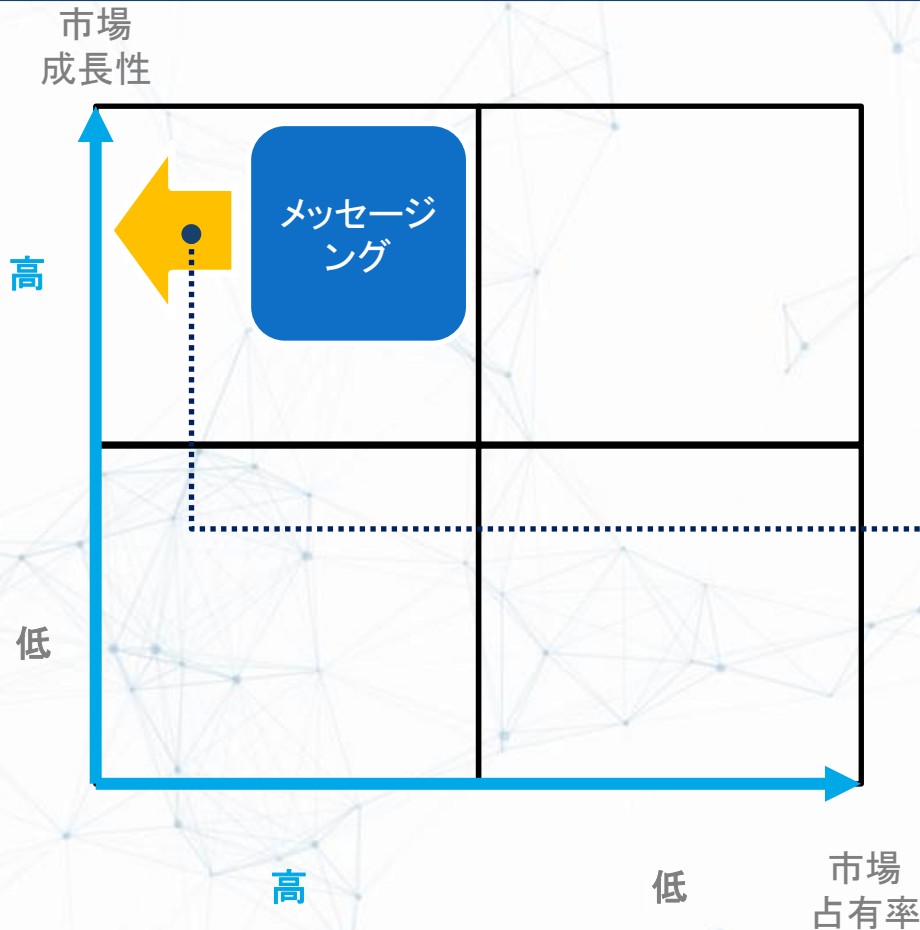 市場
成長性
メッセージ
ング
高
低
高
低
市場
占有率